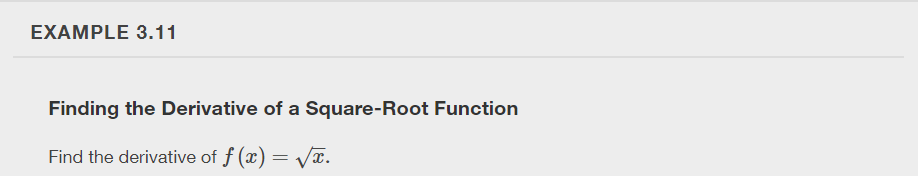 EXAMPLE 3.11
Finding the Derivative of a Square-Root Function
Find the derivative of f (x) = √x.